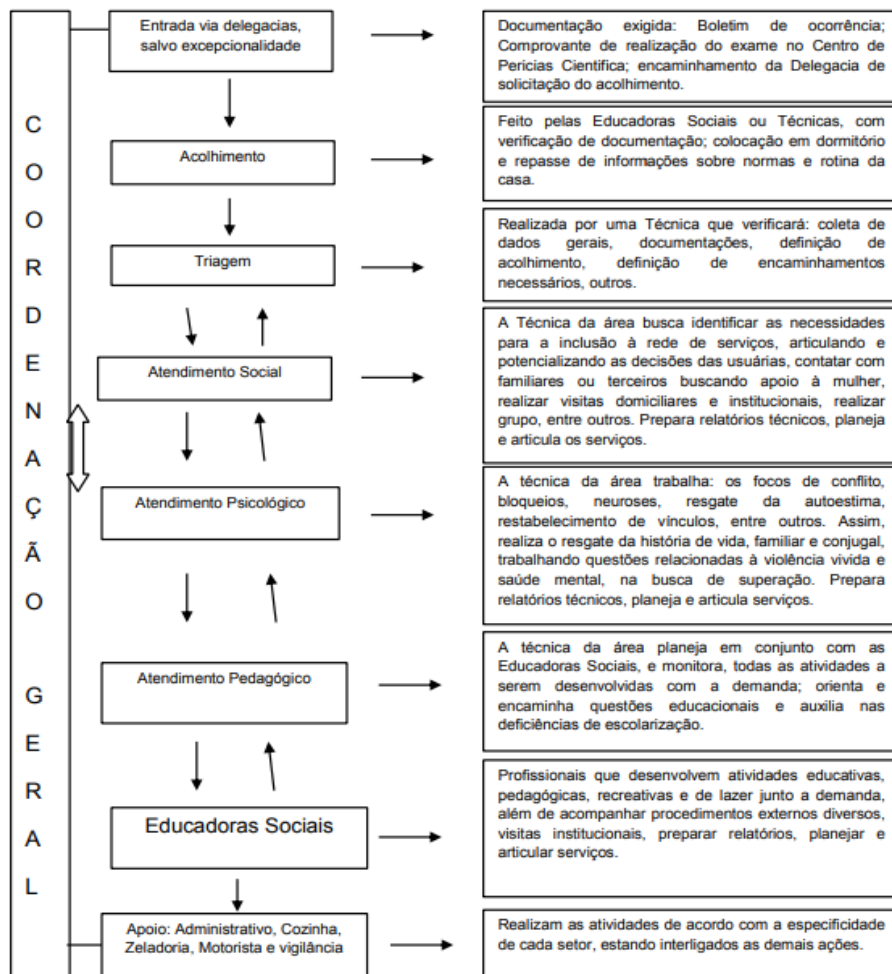 COORDENAÇÃO GERAL
Entrada via delegacias,
salvo excepcionalidade
Documentação exigida: Boletim de ocorrência;
Comprovante de realização do exame no Centro de
Pericias Cientifica; encaminhamento da Delegacia de
solicitação do acolhimento.
Acolhimento
Feito pelas Educadoras Sociais ou Técnicas, com
verificação de documentação; colocação em dormitório
e repasse de informações sobre normas e rotina da
casa.
Triagem
Realizada por uma Técnica que verificará: coleta de
dados gerais, documentações, definição de
acolhimento, definição de encaminhamentos
necessários, outros.
Atendimento Social
A Técnica da área busca identificar as necessidades
para a inclusão à rede de serviços, articulando e
potencializando as decisões das usuárias, contatar com
familiares ou terceiros buscando apoio à mulher,
realizar visitas domiciliares e institucionais, realizar
grupo, entre outros. Prepara relatórios técnicos, planeja
e articula os serviços.
Atendimento Psicológico
A técnica da área trabalha: os focos de conflito,
bloqueios, neuroses, resgate da autoestima,
restabelecimento de vínculos, entre outros. Assim,
realiza o resgate da história de vida, familiar e conjugal,
trabalhando questões relacionadas à violência vivida e
saúde mental, na busca de superação. Prepara
relatórios técnicos, planeja e articula serviços.
Atendimento Pedagógico
A técnica da área planeja em conjunto com as
Educadoras Sociais, e monitora, todas as atividades a
serem desenvolvidas com a demanda; orienta e
encaminha questões educacionais e auxilia nas
deficiências de escolarização.
Educadoras Sociais
Profissionais que desenvolvem atividades educativas,
pedagógicas, recreativas e de lazer junto a demanda,
além de acompanhar procedimentos externos diversos,
visitas institucionais, preparar relatórios, planejar e
articular serviços.
Apoio: Administrativo, Cozinha,
Zeladoria, Motorista e vigilância
Realizam as atividades de acordo com a especificidade
de cada setor, estando interligados as demais ações.